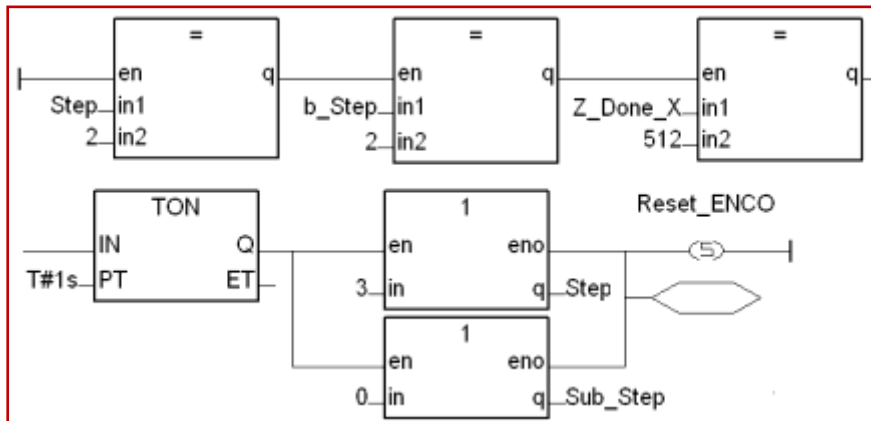 = = =
en q en q en q
Step in1 b_Step in1 Z_Done_X in1
2 in2 2 in2 512 in2
TON 1 Reset_ENCO
IN Q en eno S
T#1s PT ET 3 in q Step
1
en eno
0 in q Sub_Step